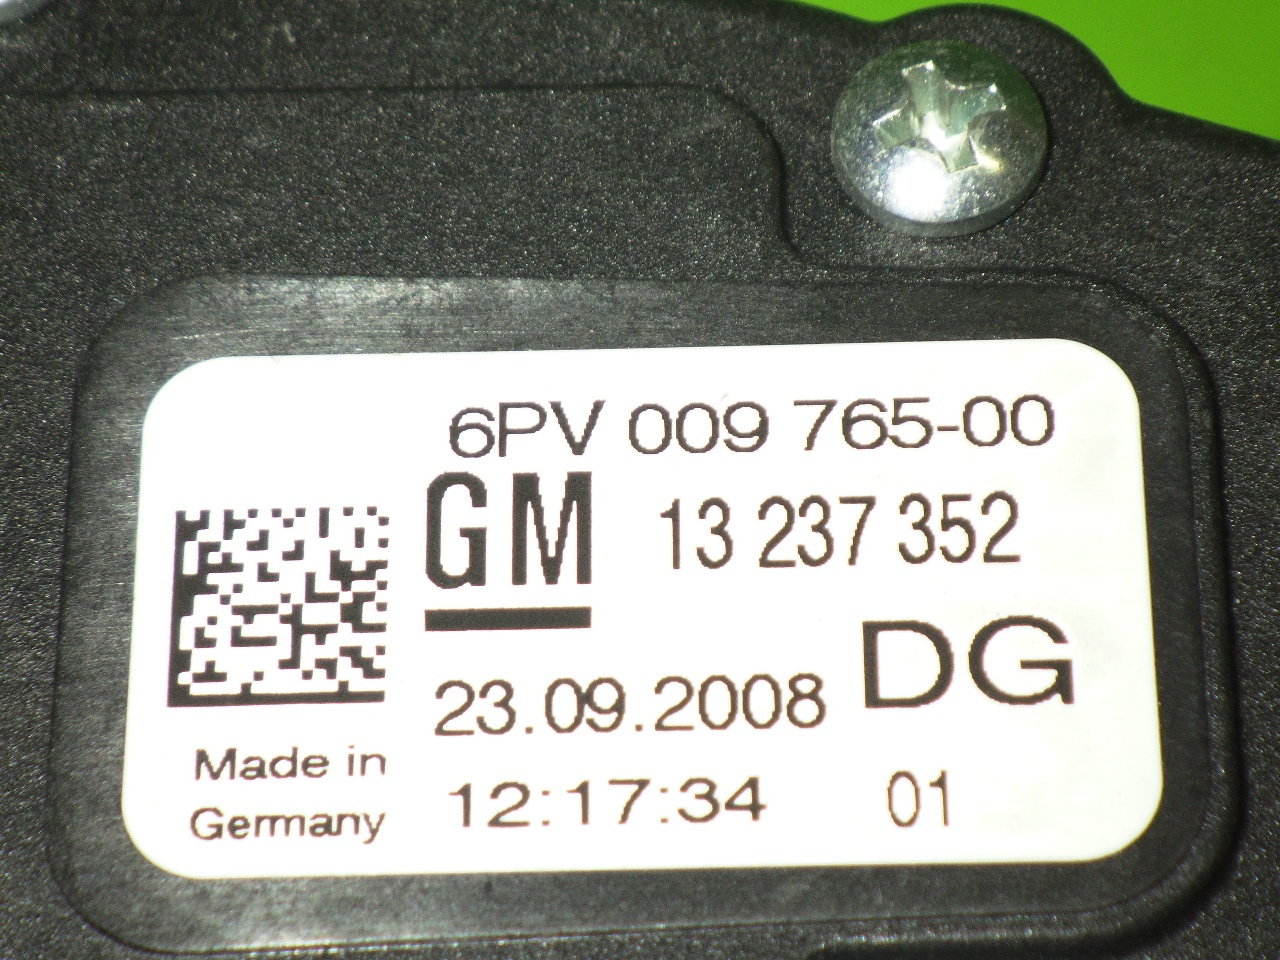 6PV 009 765-00
GM 13 237 352
DG
23.09.2008
Made in
Germany
12:17:34 01